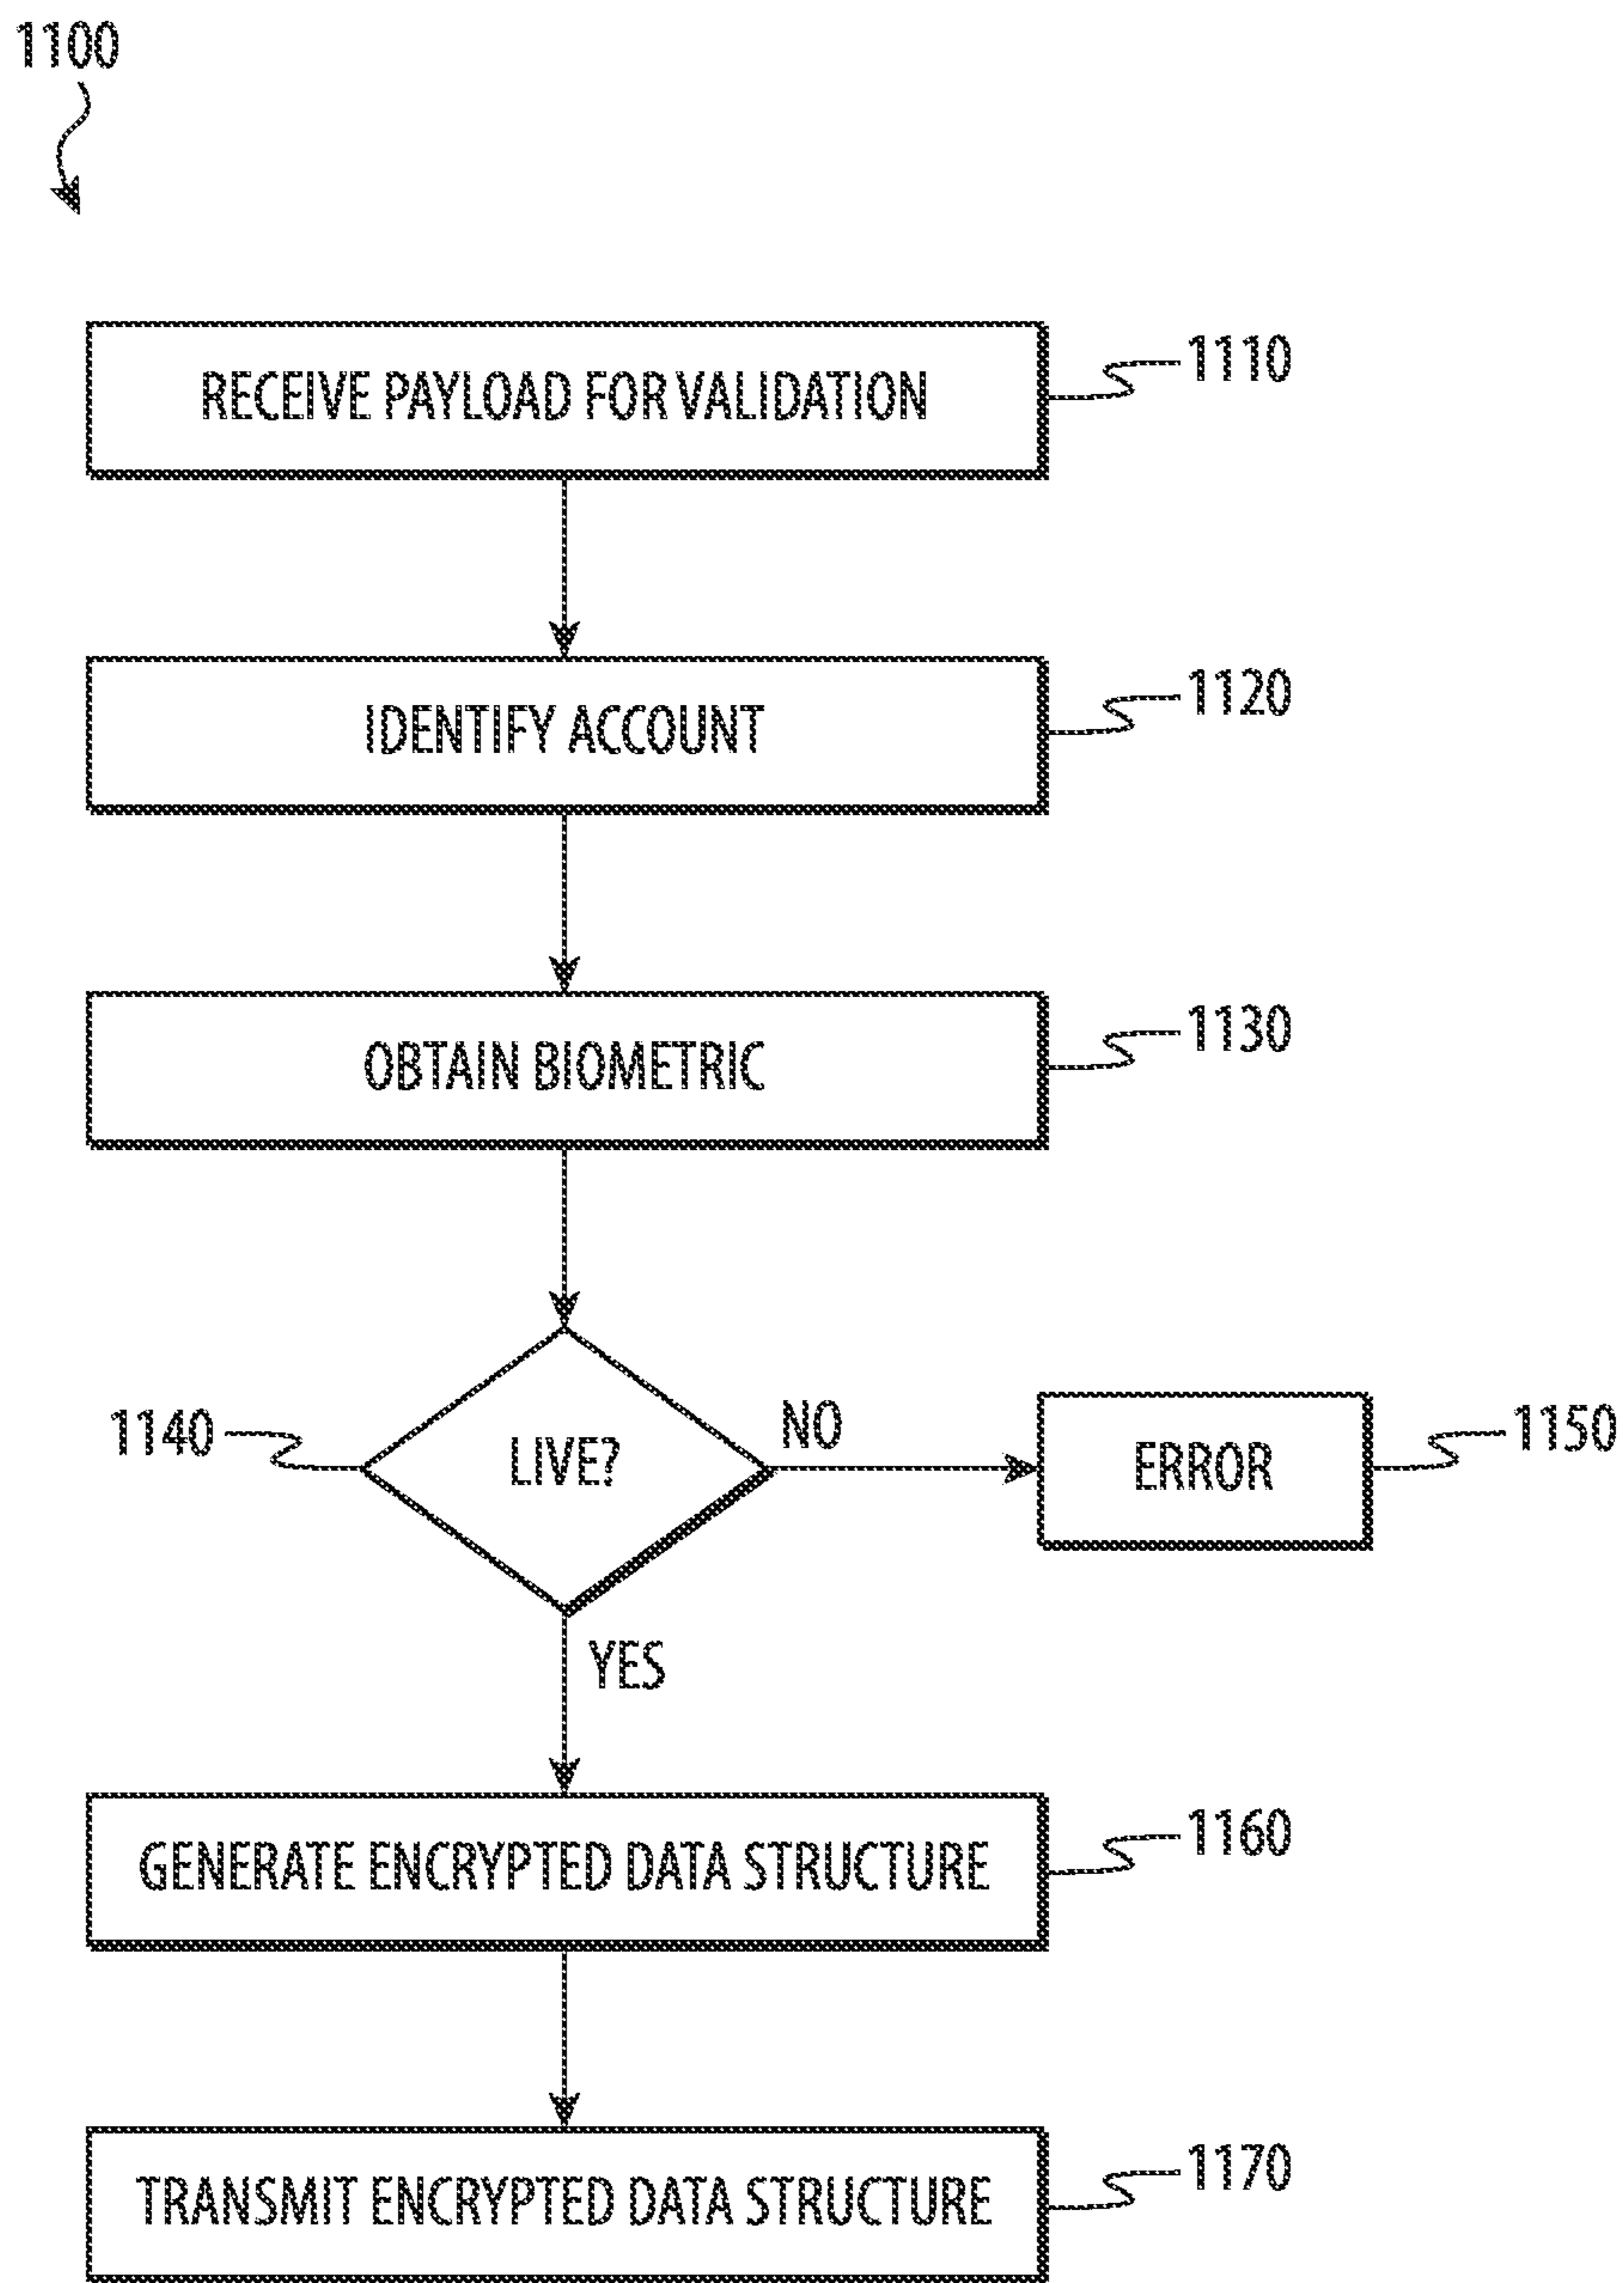 1100
RECEIVE PAYLOAD FOR VALIDATION
1110
IDENTIFY ACCOUNT
1120
OBTAIN BIOMETRIC
1130
1140
LIVE?
NO
ERROR
1150
YES
GENERATE ENCRYPTED DATA STRUCTURE
1160
TRANSMIT ENCRYPTED DATA STRUCTURE
1170